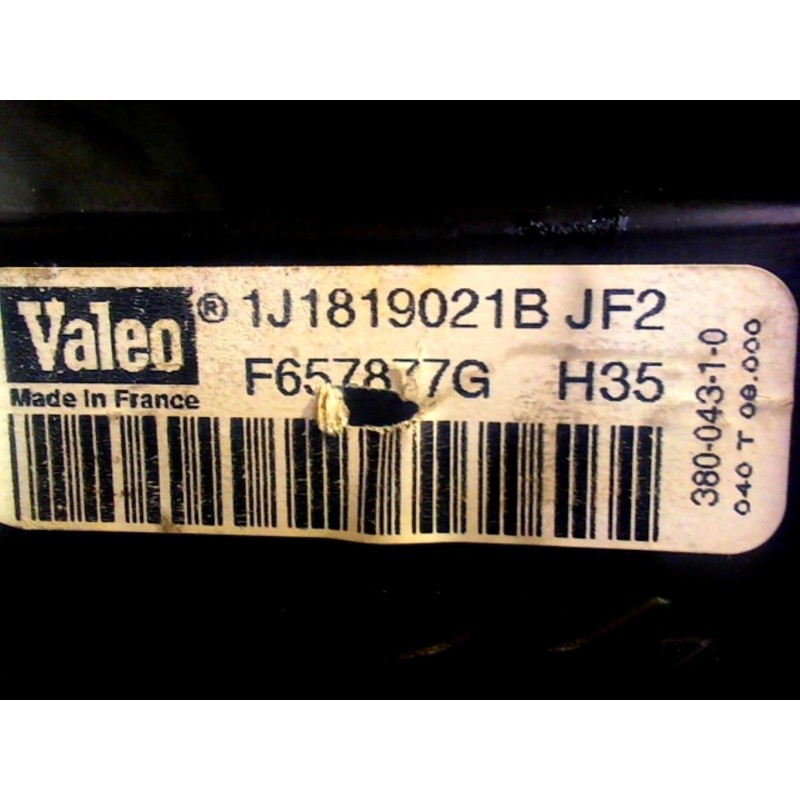 Valeo ® 1J1819021B JF2
F657877G H35
Made in France
380-043-1-0
040 T 08.000